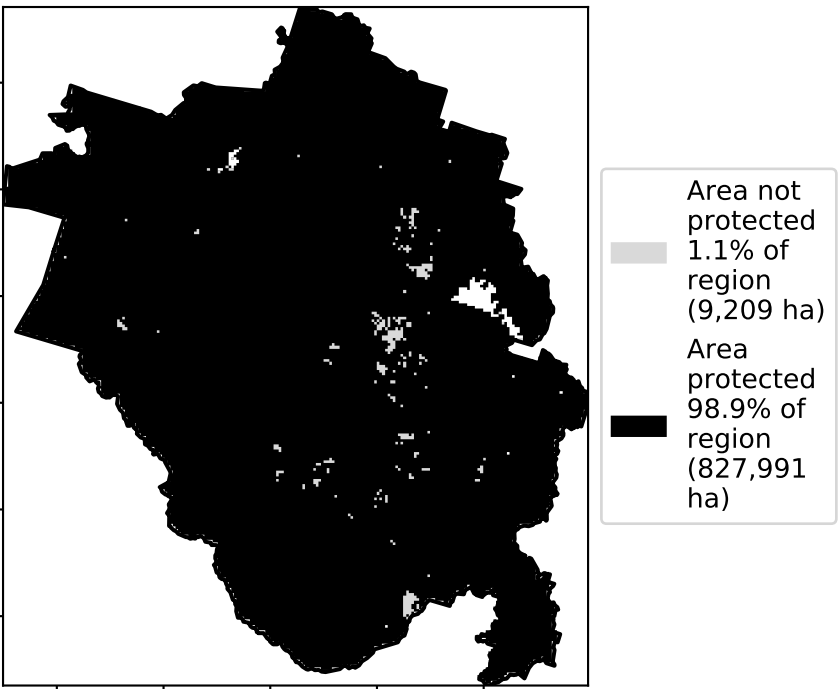 Area not
protected
1.1% of
region
(9,209 ha)
Area
protected
98.9% of
region
(827,991
ha)